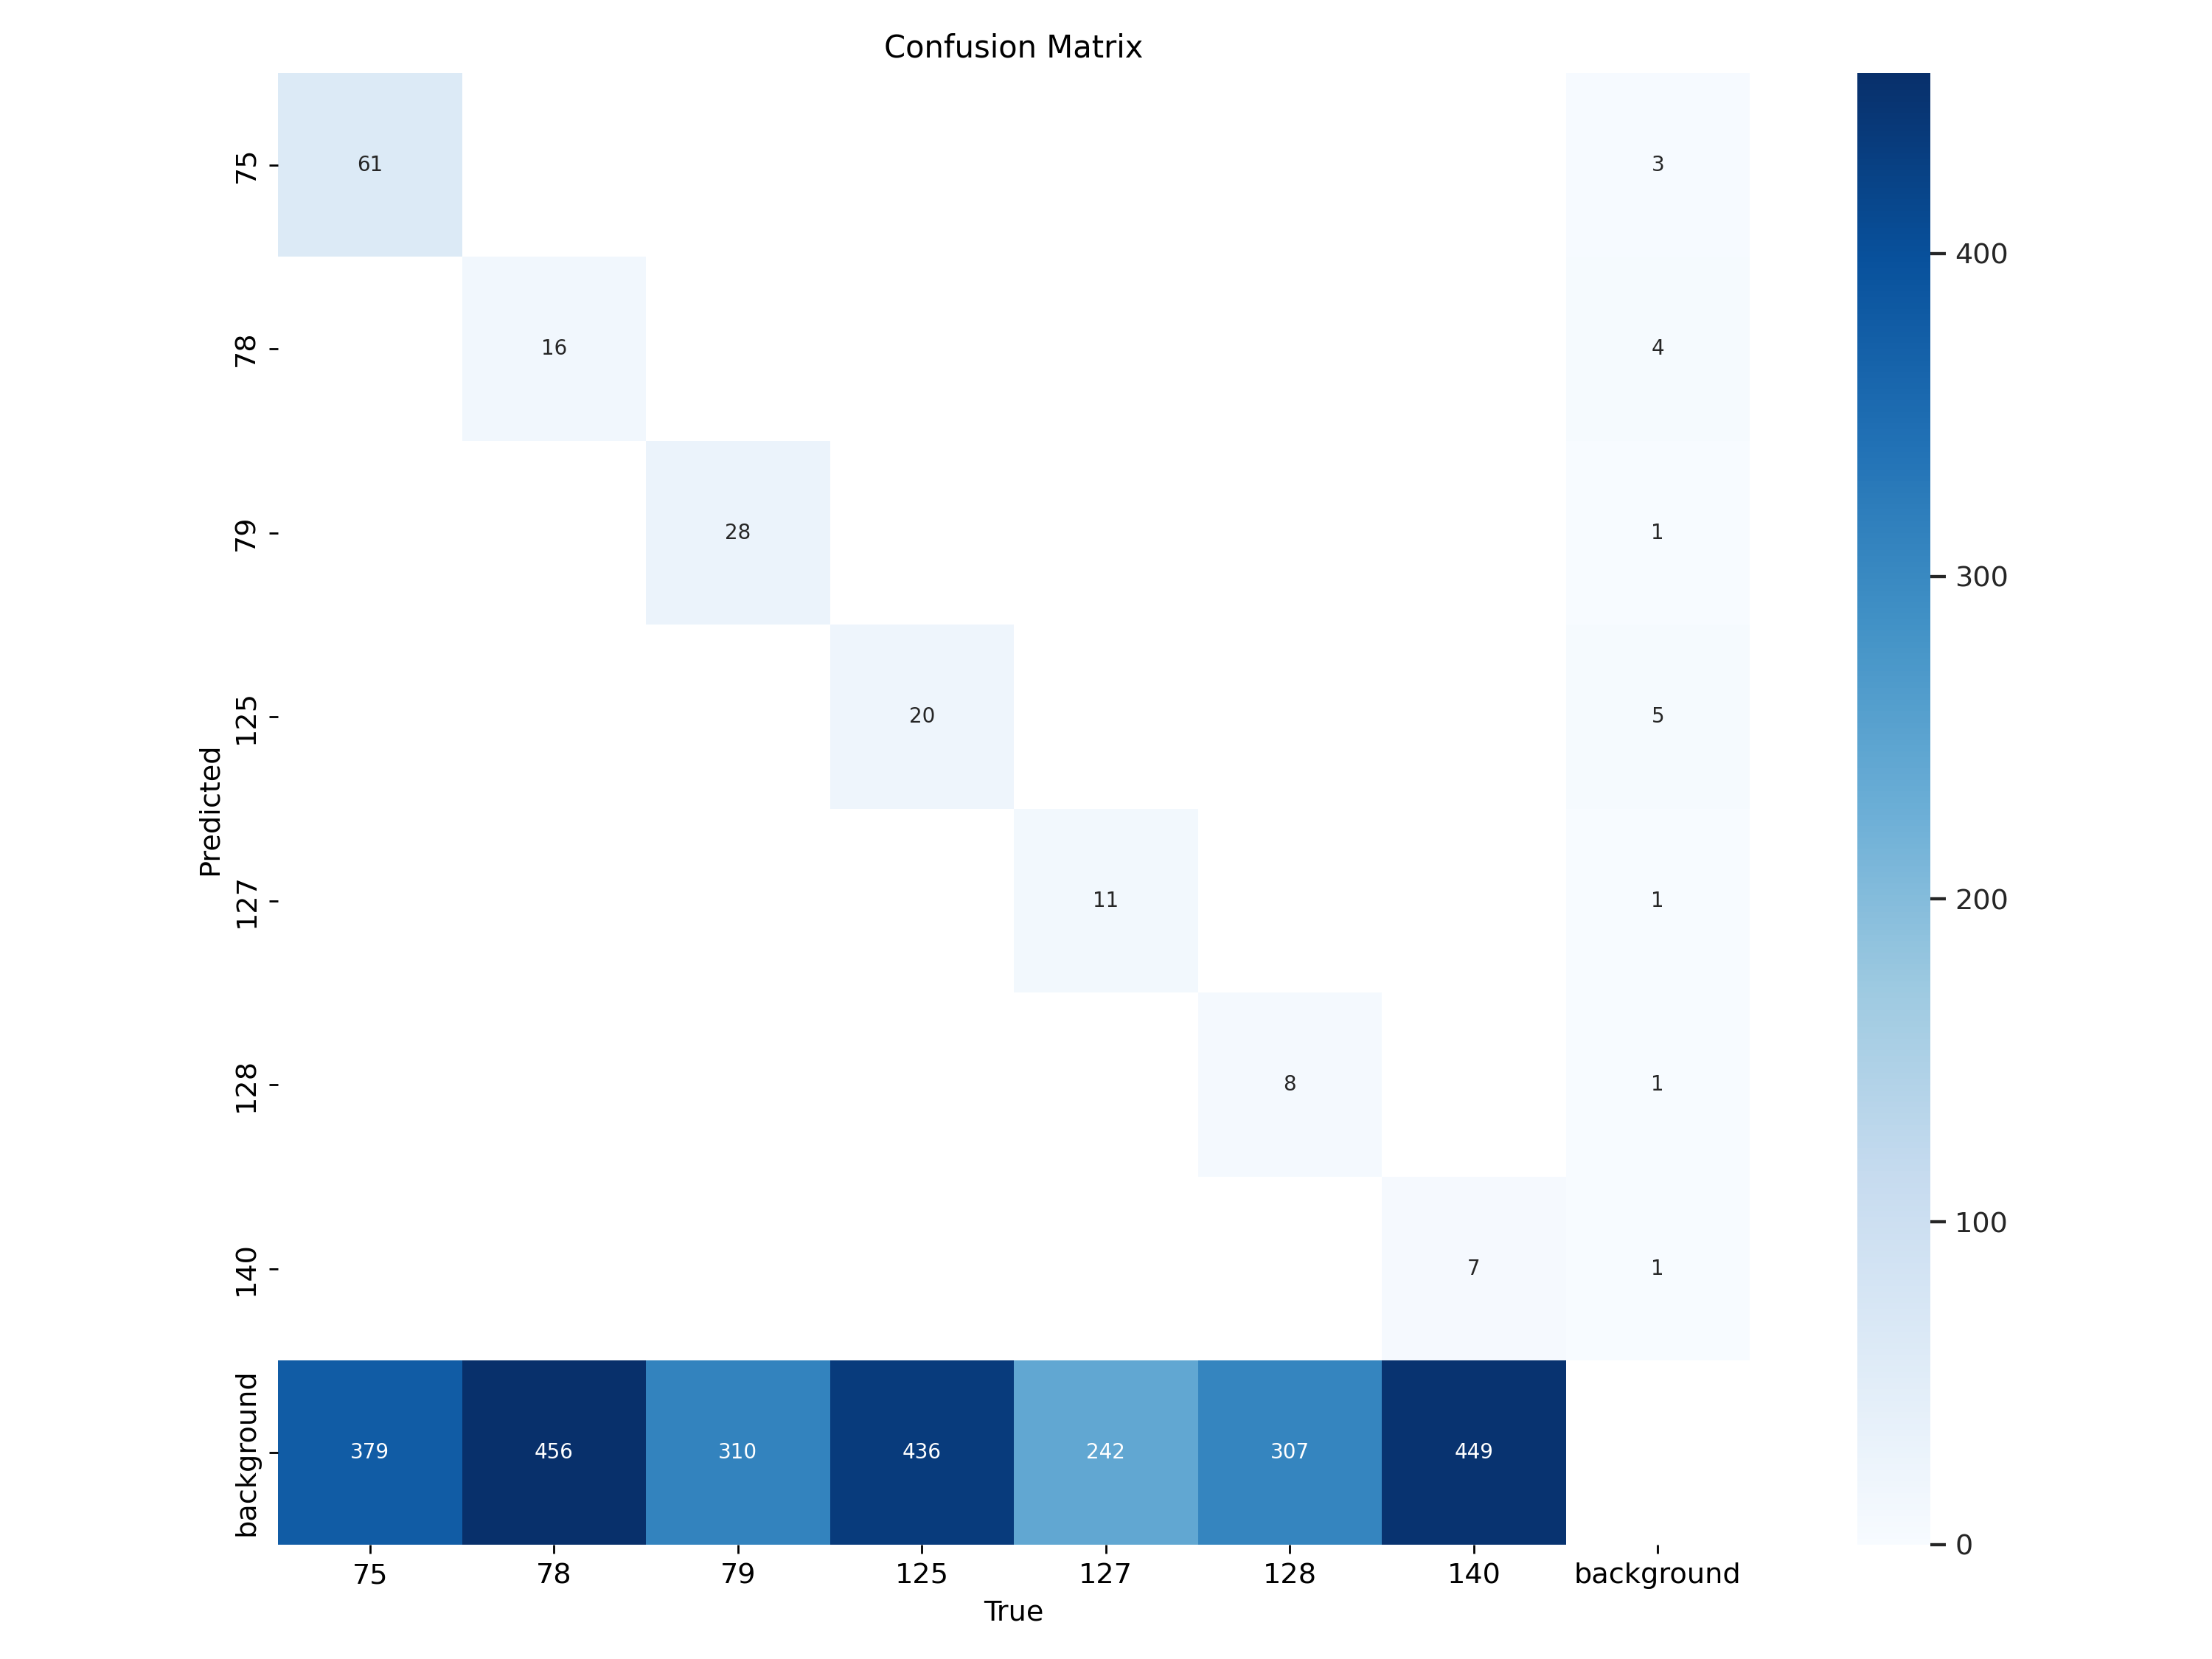 Confusion Matrix
75 61 3
78 16 4
79 28 1
125 20 5
127 11 1
128 8 1
140 7 1
background 379 456 310 436 242 307 449
75 78 79 125 127 128 140 background
True
Predicted
400
300
200
100
0